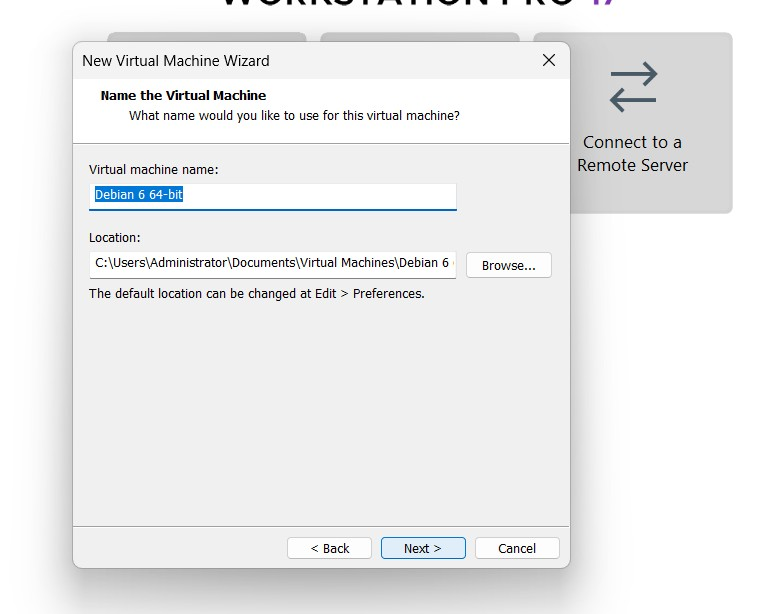 WORKSTATION PRO 17
New Virtual Machine Wizard
Name the Virtual Machine
What name would you like to use for this virtual machine?
Virtual machine name:
Debian 6 64-bit
Location:
C:\Users\Administrator\Documents\Virtual Machines\Debian 6
Browse...
The default location can be changed at Edit > Preferences.
< Back
Next >
Cancel
Connect to a
Remote Server